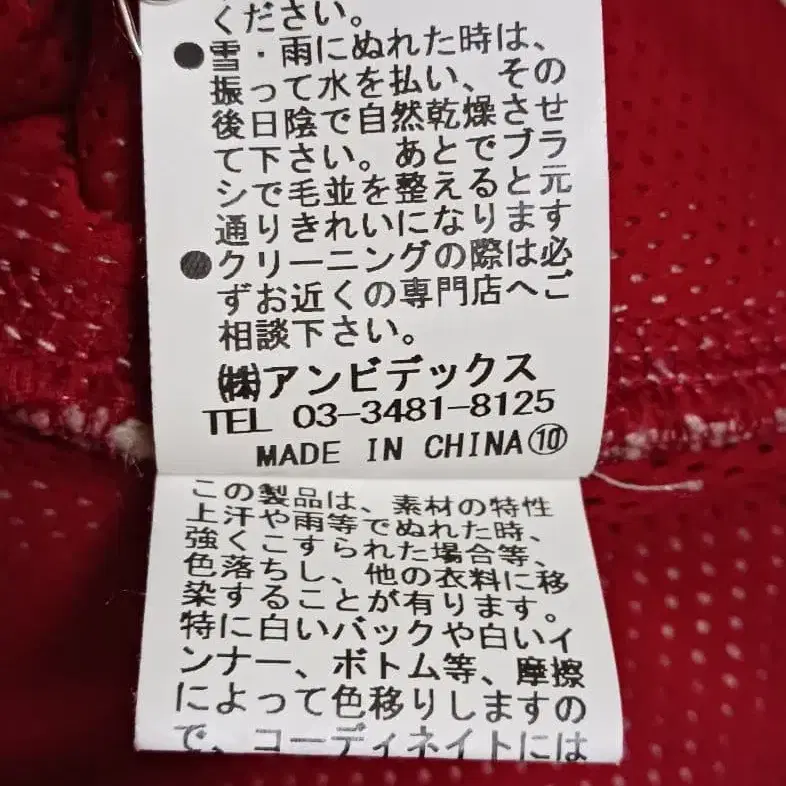 ください。
●雪・雨にぬれた時は、
振って水を払い、その
後日陰で自然乾燥させ
て下さい。あとでブラ
シで毛並を整えると元
通りきれいになります
●クリーニングの際は必
ずお近くの専門店へご
相談下さい。
㈱アンビデックス
TEL 03-3481-8125
MADE IN CHINA⑩
この製品は、素材の特性
上汗や雨等でぬれた時、
強くこすられた場合等、
色落ちし、他の衣料に移
染することが有ります。
特に白いバックや白いイ
ンナー、ボトム等、摩擦
によって色移りしますの
で、コーディネイトには